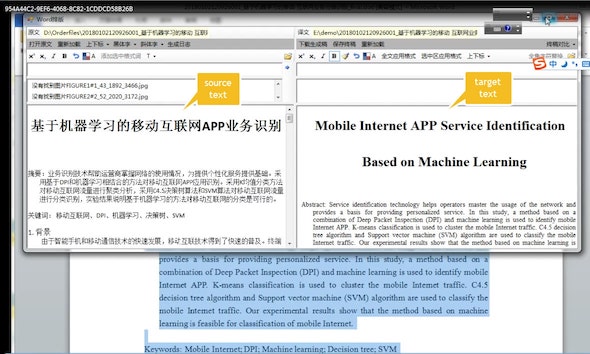 954AA4C2-9EF6-4068-8C82-1CDDCD58B26B
Word排版
原文 D:\Orderfiles\20180102120926001_基于机器学习的移动互联
译文 E:\demo\20180102120926001_基于机器学习的移动互联网业
打开原文 重新加载 上下标 黑体字 斜体字 生成日志
下载生成稿 保存终稿 重新加载 上下标 全文应用格式 选中区应用格式
终稿对比
添加选中格式词
没有找到图片FIGURE1#1_43_1892_3466.jpg
没有找到图片FIGURE2#2_52_2020_3172.jpg
source
text
target
text
基于机器学习的移动互联网APP业务识别
摘要: 业务识别技术帮助运营商掌握网络的使用情况, 为提供个性化服务提供基础。采
用基于DPI和机器学习相结合的方法对移动互联网APP应用识别。采用K均值分类方法
对移动互联网流量进行聚类分析, 采用C4.5决策树算法和SVM算法对移动互联网流量
进行分类识别, 实验结果说明基于机器学习的方法对移动互联网的分类是可行的。
关键词: 移动互联网、DPI、机器学习、决策树、SVM
1. 背景
由于智能手机和移动通信技术的快速发展, 移动互技术得到了快速的普及。终端
Mobile Internet APP Service Identification
Based on Machine Learning
Abstract: Service identification technology helps operators master the usage of the network and
provides a basis for providing personalized service. In this study, a method based on a
combination of DPI and machine learning is used to identify mobile
Internet APP. K-means classification is used to cluster the mobile Internet traffic. C4.5 decision
tree algorithm and Support vector machine (SVM) algorithm are used to classify the mobile
Internet traffic. Our experimental results show that the method based on machine learning is
provides a basis for providing personalized service. In this study, a method based on a
combination of Deep Packet Inspection (DPI) and machine learning is used to identify mobile
Internet APP. K-means classification is used to cluster the mobile Internet traffic. C4.5
decision tree algorithm and Support vector machine (SVM) algorithm are used to classify the
mobile Internet traffic. Our experimental results show that the method based on machine
learning is feasible for classification of mobile Internet.
Keywords: Mobile Internet; DPI; Machine learning; Decision tree; SVM